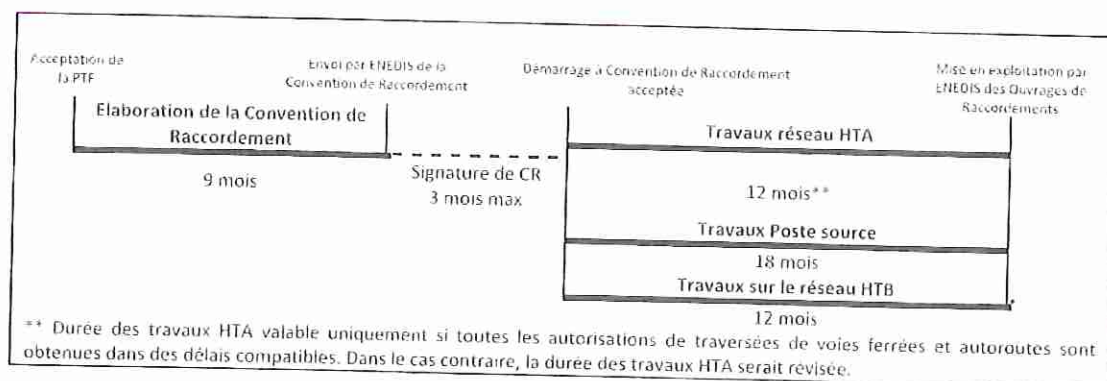 Acceptation de
la PTF
Envoi par ENEDIS de la
Convention de Raccordement
Démarrage à Convention de Raccordement
acceptée
Mise en exploitation par
ENEDIS des Ouvrages de
Raccordements
Elaboration de la Convention de
Raccordement
9 mois
Signature de CR
3 mois max
Travaux réseau HTA
12 mois**
Travaux Poste source
18 mois
Travaux sur le réseau HTB
12 mois
** Durée des travaux HTA valable uniquement si toutes les autorisations de traversées de voies ferrées et autoroutes sont
obtenues dans des délais compatibles. Dans le cas contraire, la durée des travaux HTA serait révisée.